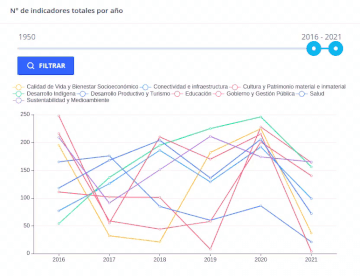 N° de indicadores totales por año
1950
2016 - 2021
FILTRAR
Calidad de Vida y Bienestar Socioeconómico Conectividad e infraestructura Cultura y Patrimonio material e inmaterial
Desarrollo Indígena Desarrollo Productivo y Turismo Educación Gobierno y Gestión Pública Salud
Sustentabilidad y Medioambiente
250
200
150
100
50
0
2016 2017 2018 2019 2020 2021